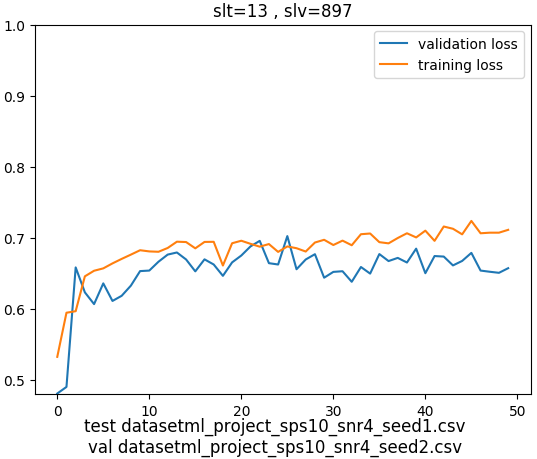 slt=13 , slv=897
validation loss
training loss
1.0
0.9
0.8
0.7
0.6
0.5
0
10
20
30
40
50
test datasetml_project_sps10_snr4_seed1.csv
val datasetml_project_sps10_snr4_seed2.csv